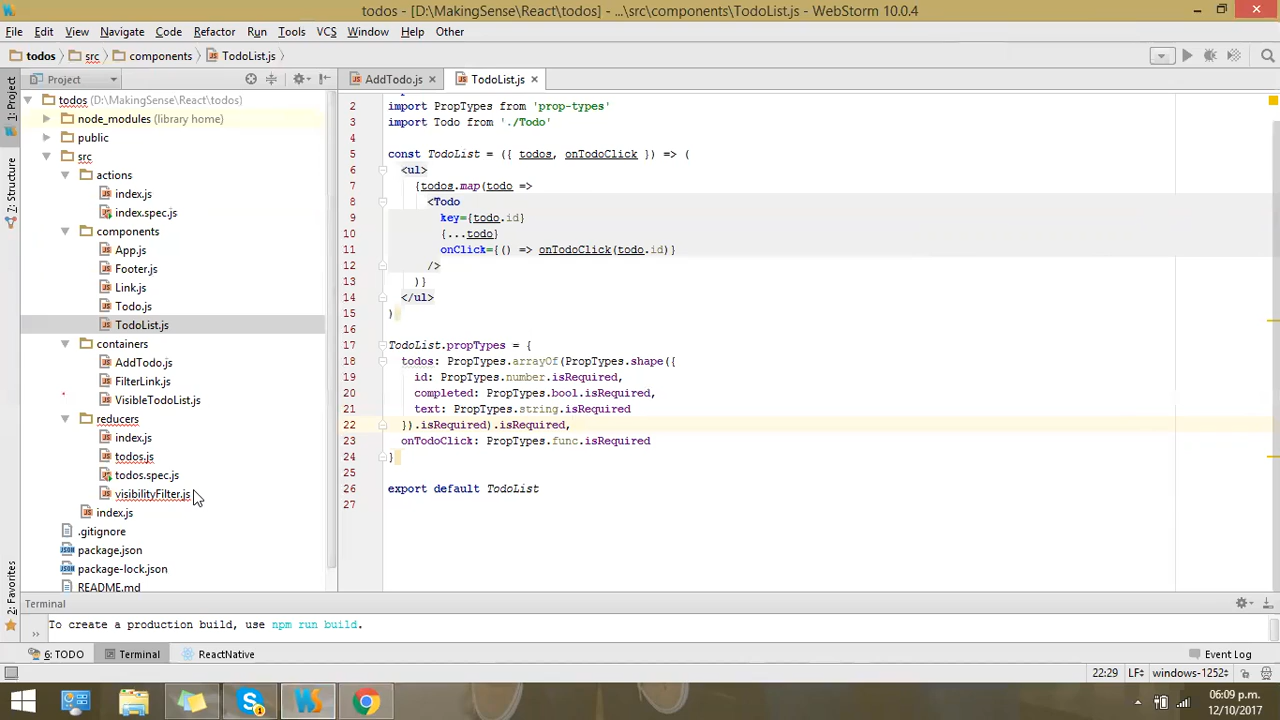 todos - [D:\MakingSense\React\todos] - ...\src\components\TodoList.js - WebStorm 10.0.4
File Edit View Navigate Code Refactor Run Tools VCS Window Help Other
todos src components TodoList.js
1: Project
7: Structure
2: Favorites
Project
AddTodo.js
TodoList.js
todos (D:\MakingSense\React\todos)
node_modules (library home)
public
src
actions
index.js
index.spec.js
components
App.js
Footer.js
Link.js
Todo.js
TodoList.js
containers
AddTodo.js
FilterLink.js
VisibleTodoList.js
reducers
index.js
todos.js
todos.spec.js
visibilityFilter.js
index.js
.gitignore
package.json
package-lock.json
README.md
2 import PropTypes from 'prop-types'
3 import Todo from './Todo'
4
5 const TodoList = ({ todos, onTodoClick }) => (
6 <ul>
7 {todos.map(todo =>
8 <Todo
9 key={todo.id}
10 {...todo}
11 onClick={() => onTodoClick(todo.id)}
12 />
13 )}
14 </ul>
15 )
16
17 TodoList.propTypes = {
18 todos: PropTypes.arrayOf(PropTypes.shape({
19 id: PropTypes.number.isRequired,
20 completed: PropTypes.bool.isRequired,
21 text: PropTypes.string.isRequired
22 }).isRequired).isRequired,
23 onTodoClick: PropTypes.func.isRequired
24 }
25
26 export default TodoList
27
Terminal
To create a production build, use npm run build.
6: TODO Terminal ReactNative Event Log
22:29 LF windows-1252
06:09 p.m.
12/10/2017